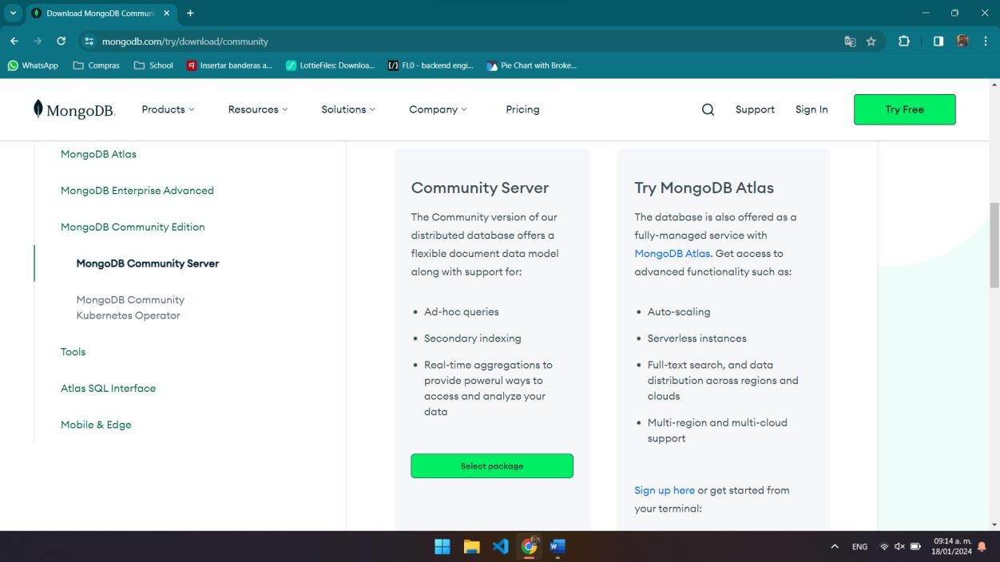 Download MongoDB Commun
mongodb.com/try/download/community
WhatsApp
Compras
School
Insertar banderas a...
LottieFiles: Downloa...
FL0 - backend engi...
Pie Chart with Broke...
MongoDB.
Products
Resources
Solutions
Company
Pricing
Support
Sign In
Try Free
MongoDB Atlas
MongoDB Enterprise Advanced
MongoDB Community Edition
MongoDB Community Server
MongoDB Community
Kubernetes Operator
Tools
Atlas SQL Interface
Mobile & Edge
Community Server
The Community version of our
distributed database offers a
flexible document data model
along with support for:
• Ad-hoc queries
• Secondary indexing
• Real-time aggregations to
provide powerul ways to
access and analyze your
data
Select package
Try MongoDB Atlas
The database is also offered as a
fully-managed service with
MongoDB Atlas. Get access to
advanced functionality such as:
• Auto-scaling
• Serverless instances
• Full-text search, and data
distribution across regions and
clouds
• Multi-region and multi-cloud
support
Sign up here or get started from
your terminal:
ENG
09:14 a. m.
18/01/2024